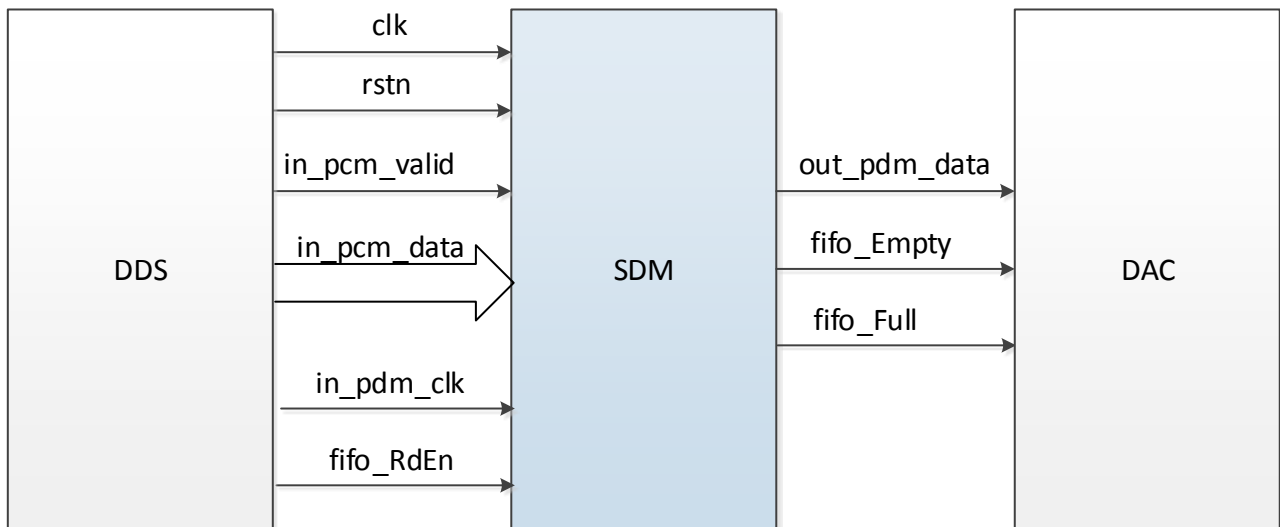 clk
rstn
in_pcm_valid
in_pcm_data
in_pdm_clk
fifo_RdEn
DDS
SDM
out_pdm_data
fifo_Empty
fifo_Full
DAC